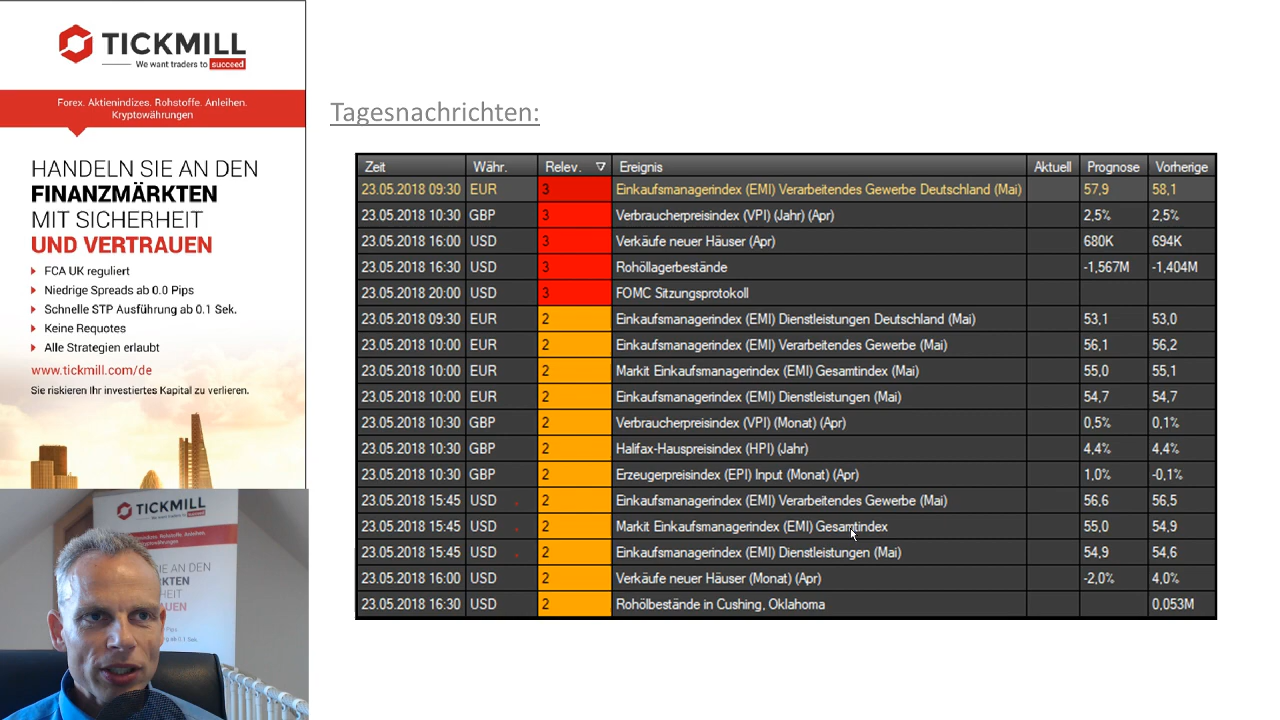 TICKMILL
We want traders to succeed
Forex. Aktienindizes. Rohstoffe. Anleihen.
Kryptowährungen
HANDELN SIE AN DEN
FINANZMÄRKTEN
MIT SICHERHEIT
UND VERTRAUEN
FCA UK reguliert
Niedrige Spreads ab 0.0 Pips
Schnelle STP Ausführung ab 0.1 Sek.
Keine Requotes
Alle Strategien erlaubt
www.tickmill.com/de
Sie riskieren Ihr investiertes Kapital zu verlieren.
TICKMILL
We want traders to succeed
Tagesnachrichten:
Zeit Währ. Relev. Ereignis Aktuell Prognose Vorherige
23.05.2018 09:30 EUR 3 Einkaufsmanagerindex (EMI) Verarbeitendes Gewerbe Deutschland (Mai) 57,9 58,1
23.05.2018 10:30 GBP 3 Verbraucherpreisindex (VPI) (Jahr) (Apr) 2,5% 2,5%
23.05.2018 16:00 USD 3 Verkäufe neuer Häuser (Apr) 680K 694K
23.05.2018 16:30 USD 3 Rohöllagerbestände -1,567M -1,404M
23.05.2018 20:00 USD 3 FOMC Sitzungsprotokoll
23.05.2018 09:30 EUR 2 Einkaufsmanagerindex (EMI) Dienstleistungen Deutschland (Mai) 53,1 53,0
23.05.2018 10:00 EUR 2 Einkaufsmanagerindex (EMI) Verarbeitendes Gewerbe (Mai) 56,1 56,2
23.05.2018 10:00 EUR 2 Markit Einkaufsmanagerindex (EMI) Gesamtindex (Mai) 55,0 55,1
23.05.2018 10:00 EUR 2 Einkaufsmanagerindex (EMI) Dienstleistungen (Mai) 54,7 54,7
23.05.2018 10:30 GBP 2 Verbraucherpreisindex (VPI) (Monat) (Apr) 0,5% 0,1%
23.05.2018 10:30 GBP 2 Halifax-Hauspreisindex (HPI) (Jahr) 4,4% 4,4%
23.05.2018 10:30 GBP 2 Erzeugerpreisindex (EPI) Input (Monat) (Apr) 1,0% -0,1%
23.05.2018 15:45 USD 2 Einkaufsmanagerindex (EMI) Verarbeitendes Gewerbe (Mai) 56,6 56,5
23.05.2018 15:45 USD 2 Markit Einkaufsmanagerindex (EMI) Gesamtindex 55,0 54,9
23.05.2018 15:45 USD 2 Einkaufsmanagerindex (EMI) Dienstleistungen (Mai) 54,9 54,6
23.05.2018 16:00 USD 2 Verkäufe neuer Häuser (Monat) (Apr) -2,0% 4,0%
23.05.2018 16:30 USD 2 Rohölbestände in Cushing, Oklahoma 0,053M